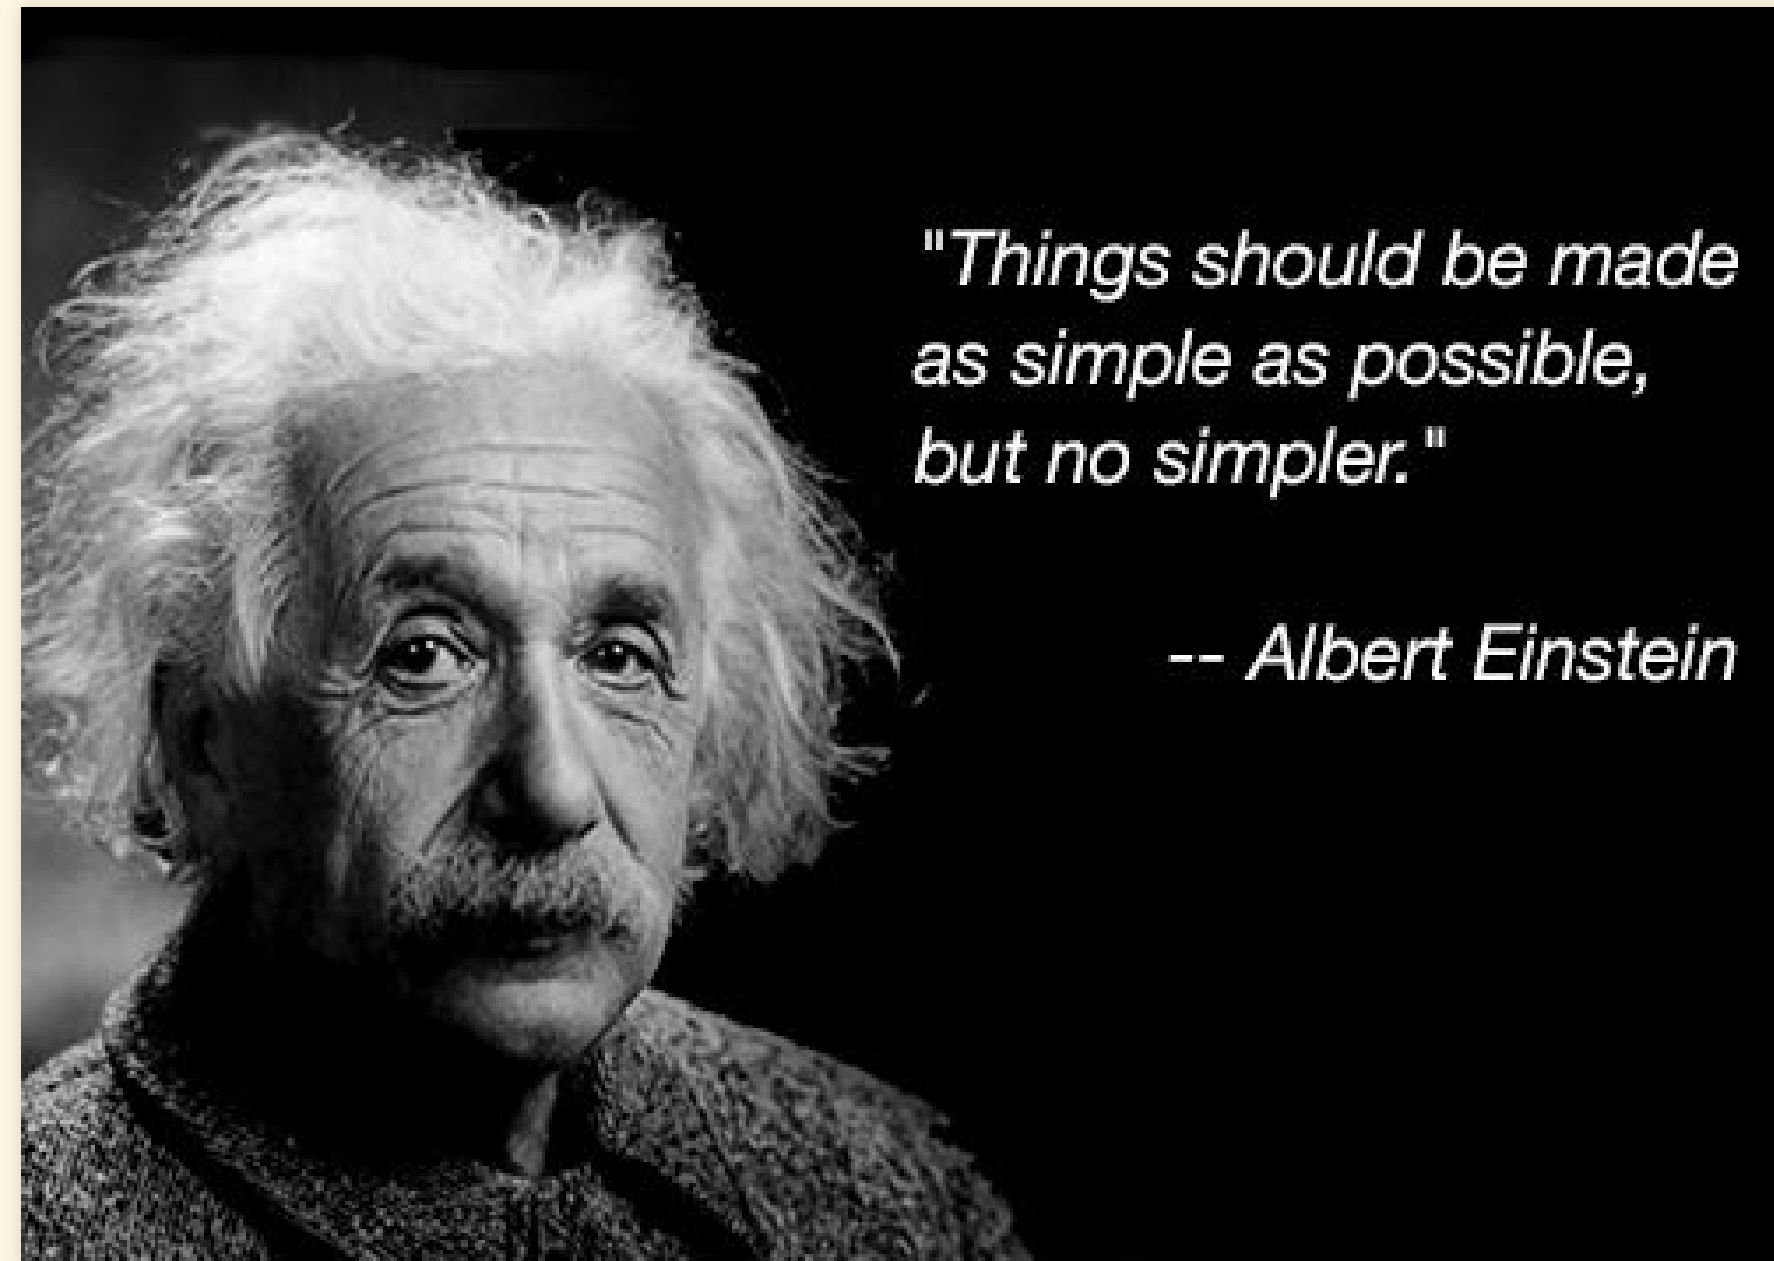 "Things should be made
as simple as possible,
but no simpler."
-- Albert Einstein